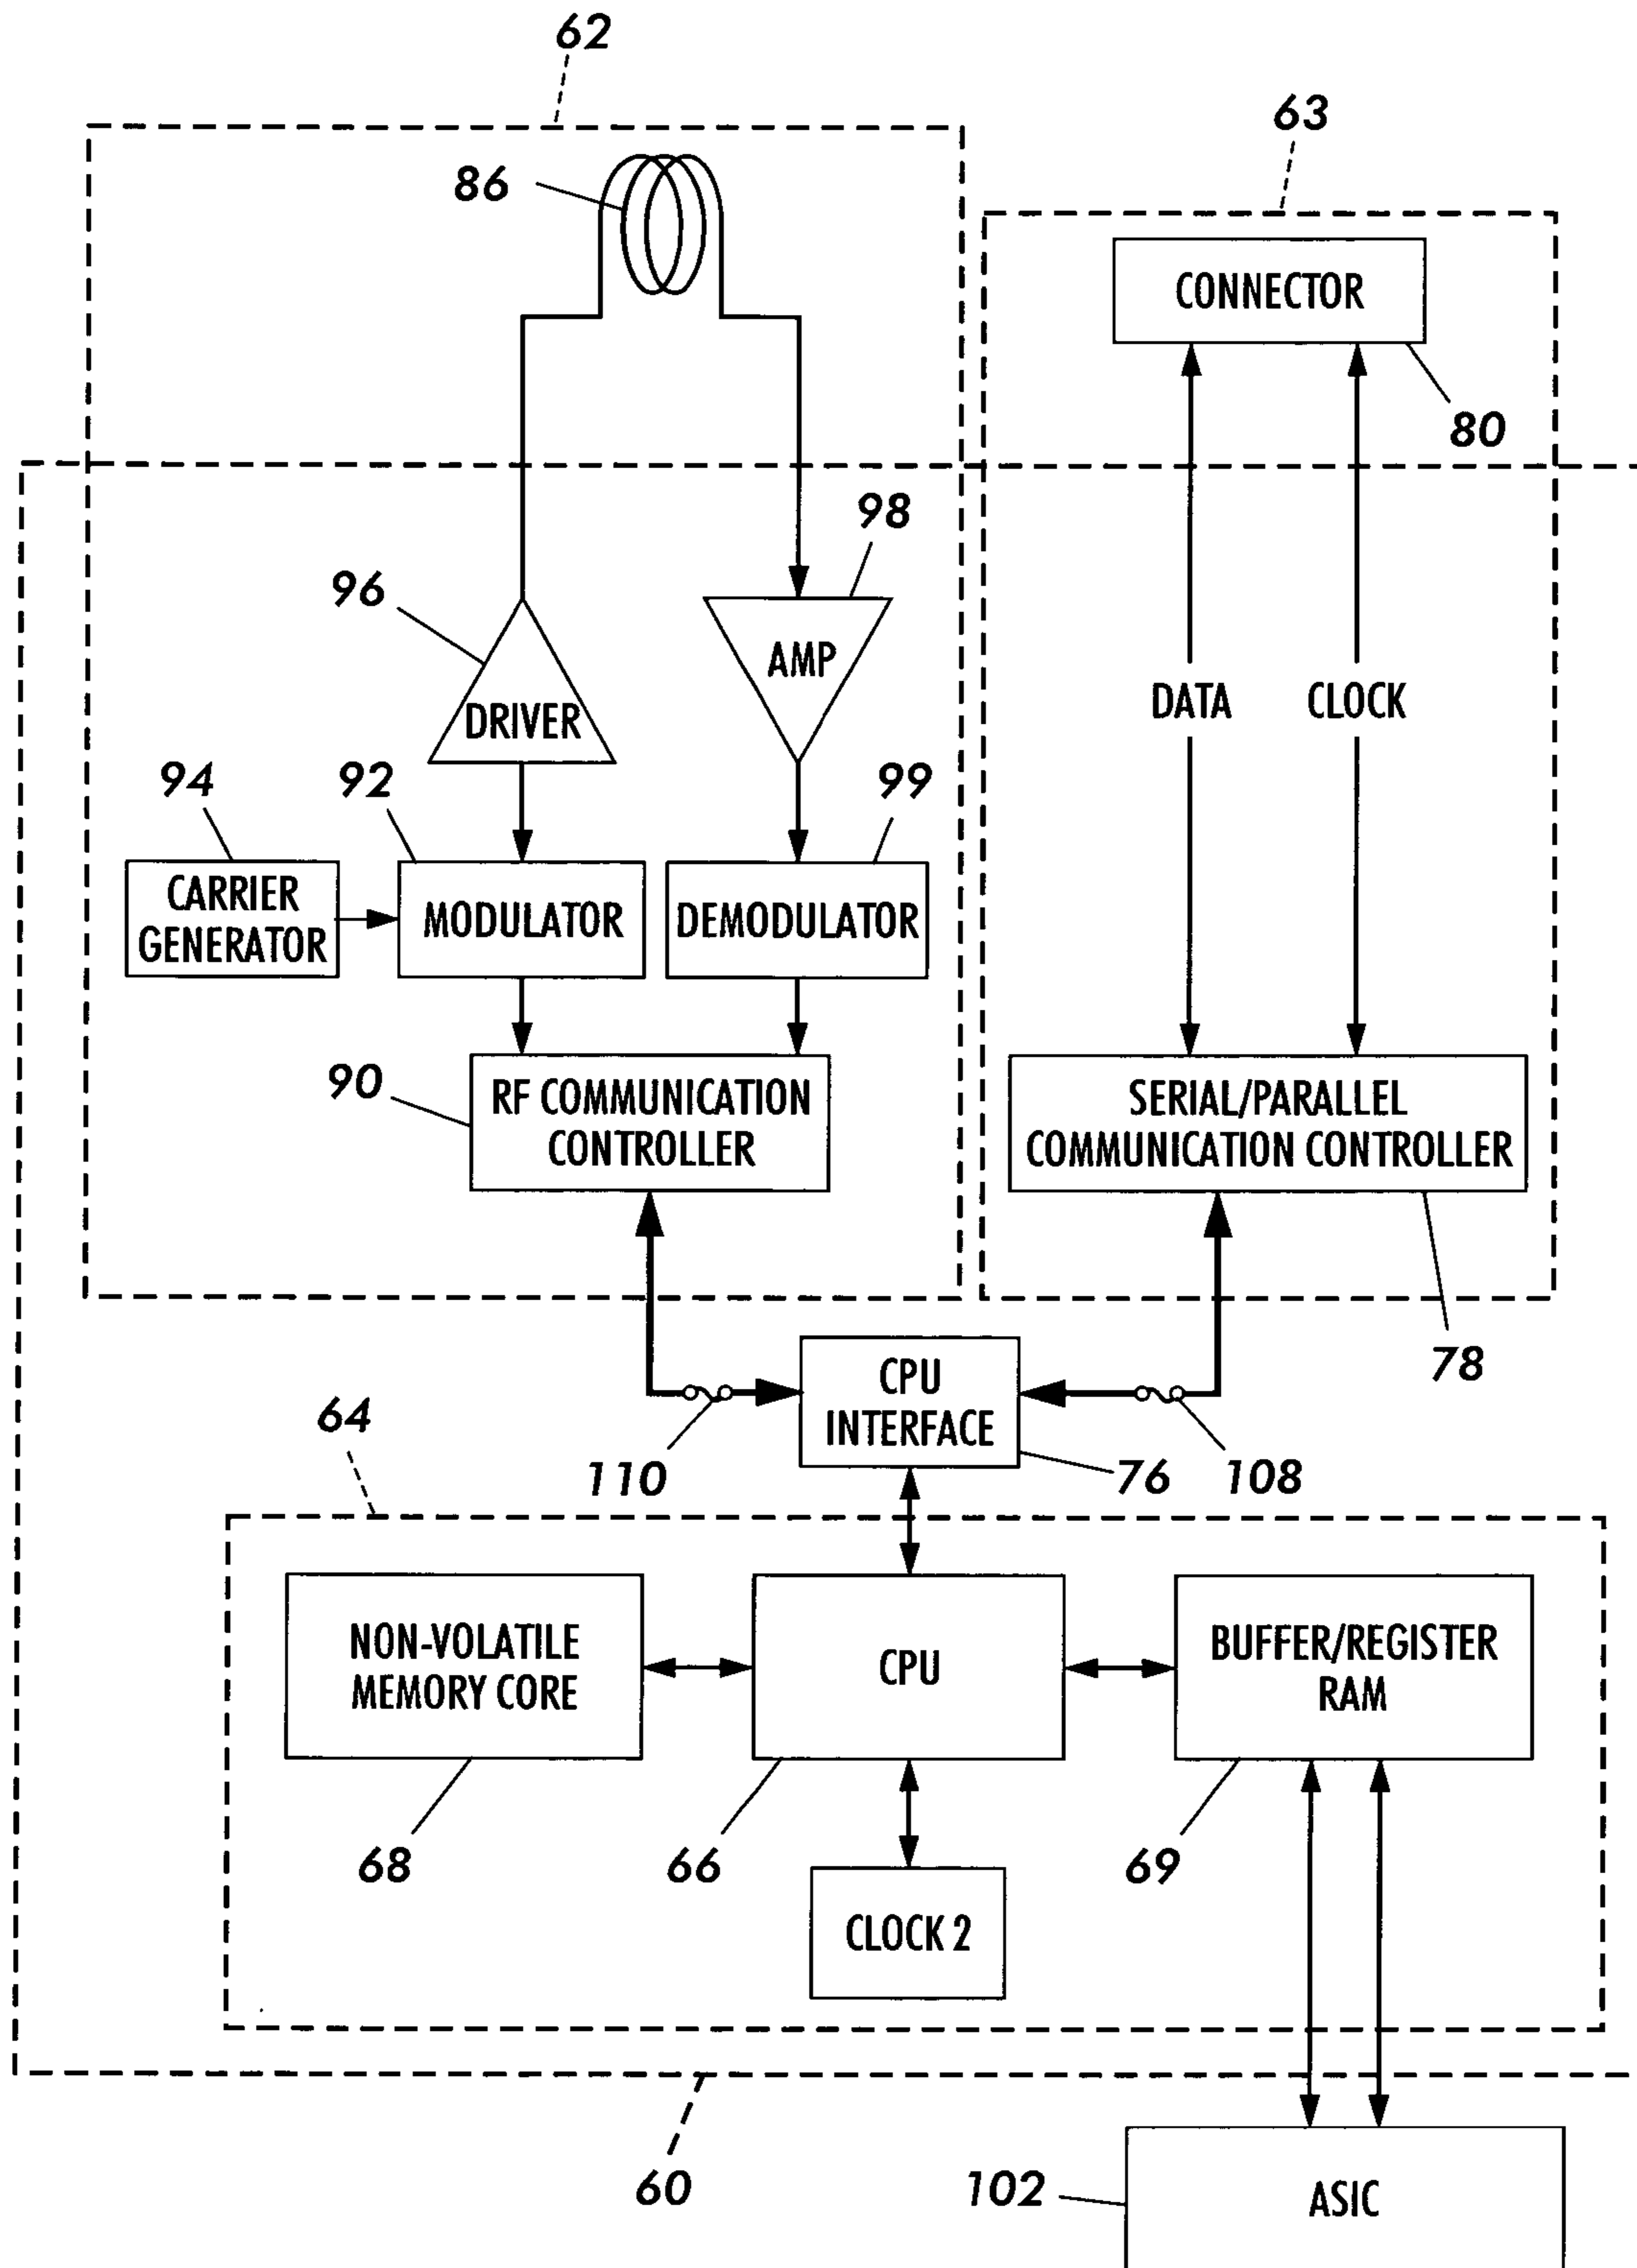 62
63
86
CONNECTOR
80
98
96
AMP
DRIVER
DATA
CLOCK
94
92
99
CARRIER
GENERATOR
MODULATOR
DEMODULATOR
90
RF COMMUNICATION
CONTROLLER
SERIAL/PARALLEL
COMMUNICATION CONTROLLER
78
CPU
INTERFACE
64
110
76
108
NON-VOLATILE
MEMORY CORE
CPU
BUFFER/REGISTER
RAM
68
66
69
CLOCK 2
60
102
ASIC